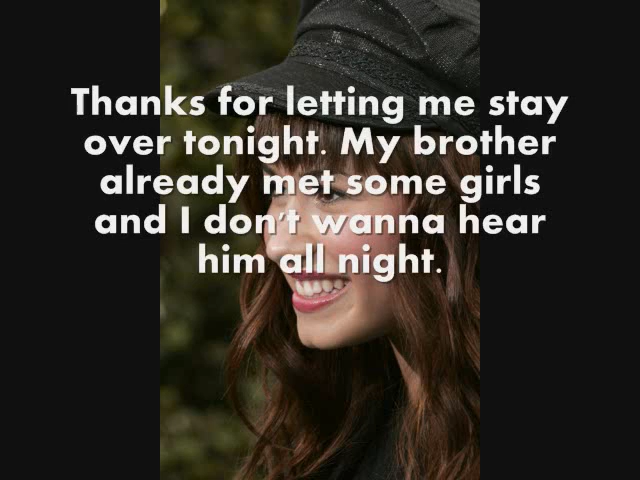 Thanks for letting me stay
over tonight. My brother
already met some girls
and I don't wanna hear
him all night.